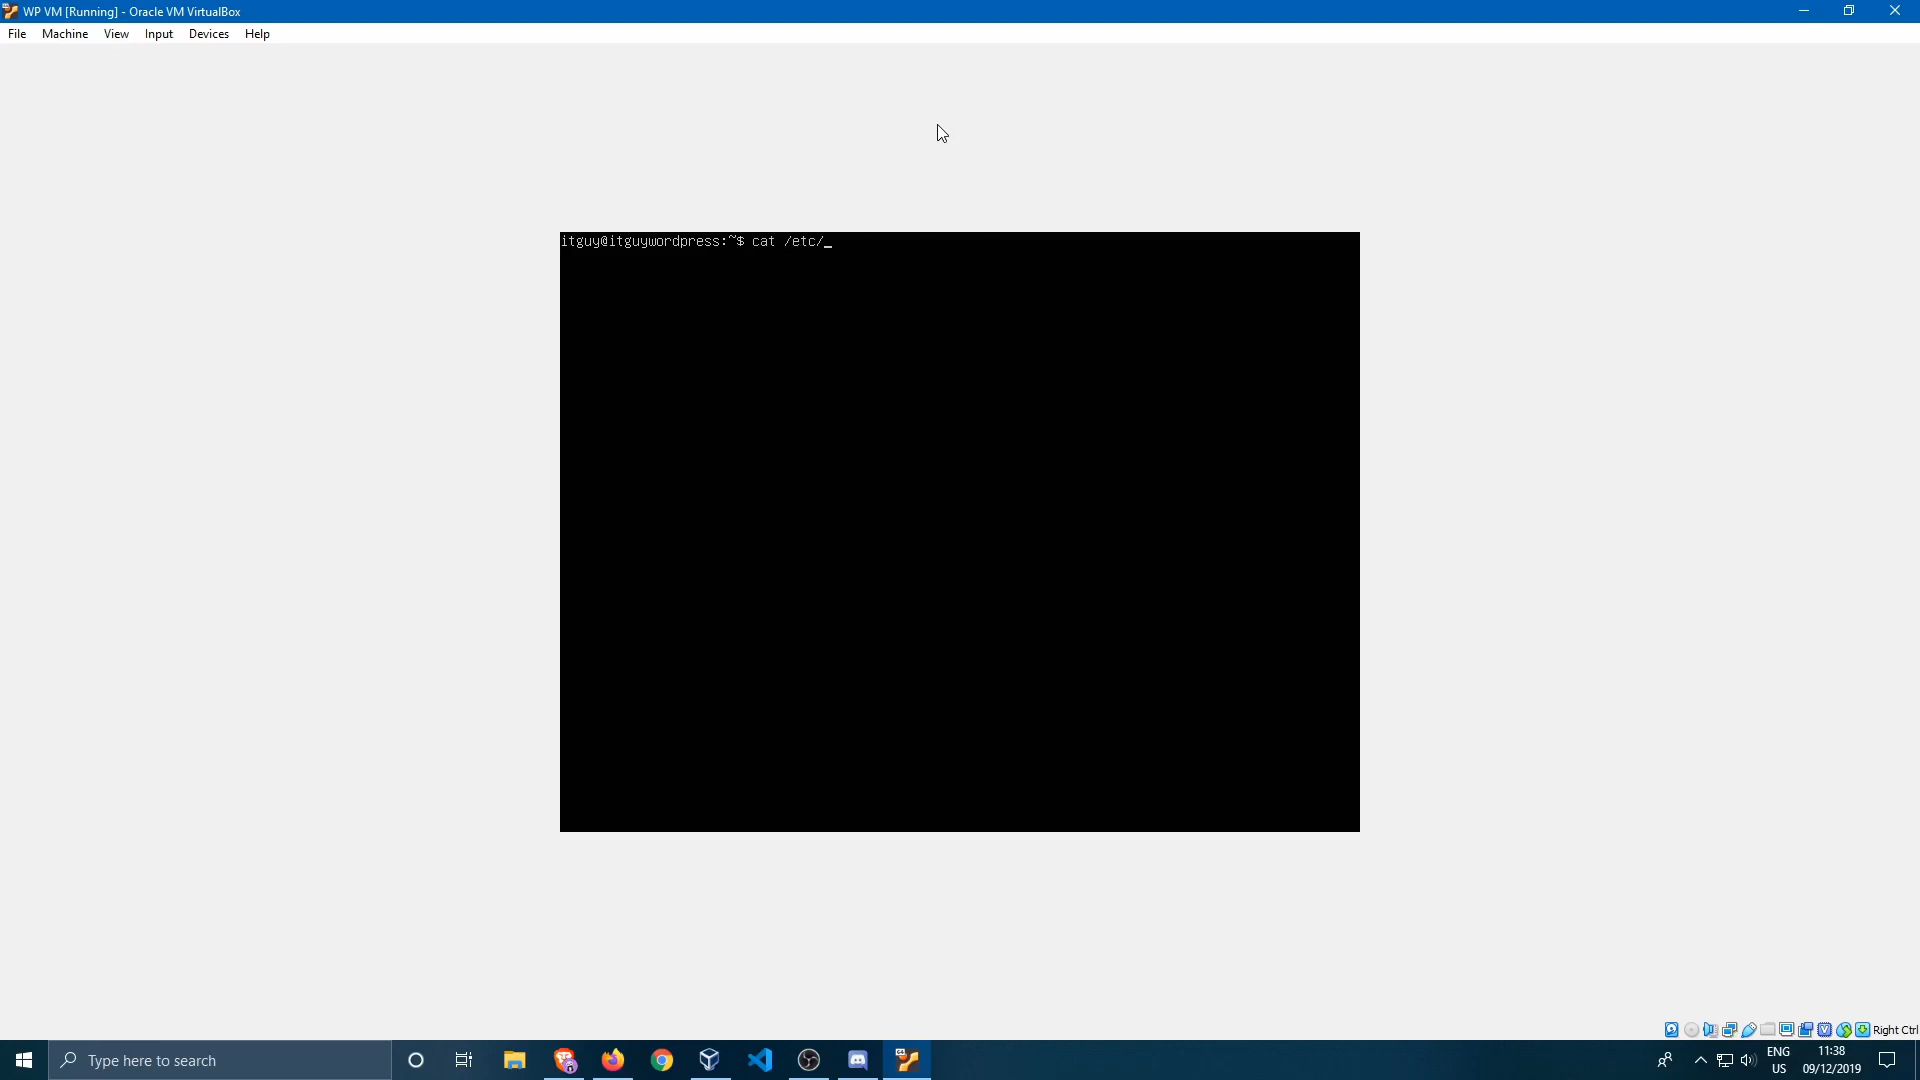 WP VM [Running] - Oracle VM VirtualBox
File Machine View Input Devices Help
itguy@itguywordpress:~$ cat /etc/_
Right Ctrl
Type here to search
ENG
US
11:38
09/12/2019